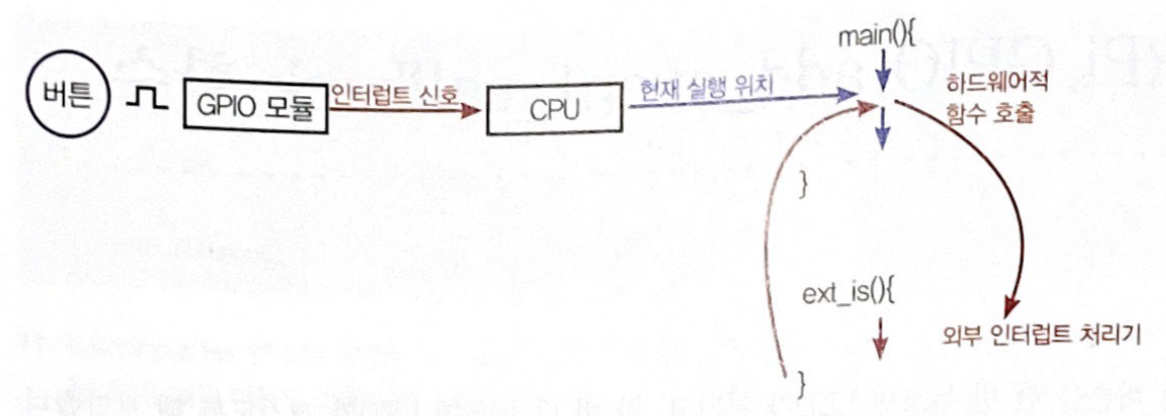 main(){
버튼
GPIO 모듈
인터럽트 신호
CPU
현재 실행 위치
하드웨어적
함수 호출
}
ext_is(){
외부 인터럽트 처리기
}